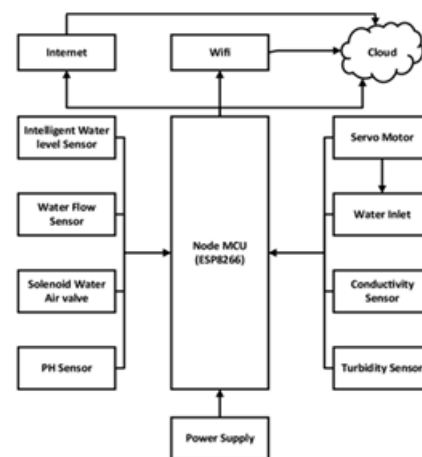 Internet
Wifi
Cloud
Intelligent Water
level Sensor
Servo Motor
Water Flow
Sensor
Water Inlet
Node MCU
(ESP8266)
Solenoid Water
Air valve
Conductivity
Sensor
PH Sensor
Turbidity Sensor
Power Supply